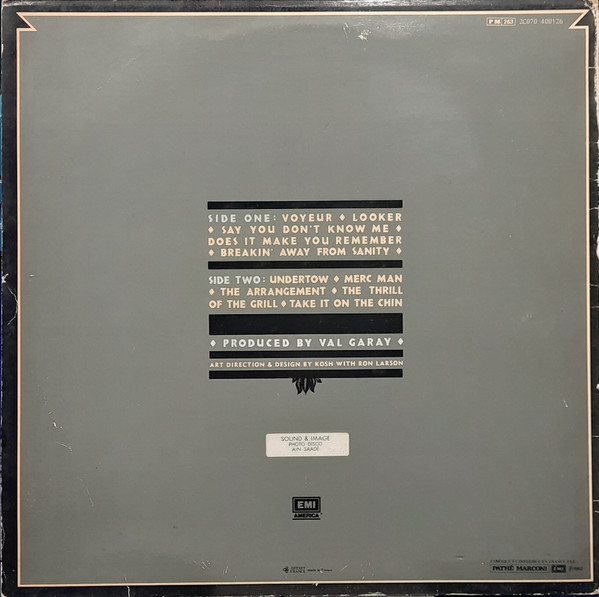 PM 263 2C070 400126
SIDE ONE: VOYEUR ♦ LOOKER
♦ SAY YOU DON'T KNOW ME ♦
DOES IT MAKE YOU REMEMBER
♦ BREAKIN' AWAY FROM SANITY ♦
SIDE TWO: UNDERTOW ♦ MERC MAN
♦ THE ARRANGEMENT ♦ THE THRILL
OF THE GRILL ♦ TAKE IT ON THE CHIN
♦ PRODUCED BY VAL GARAY ♦
ART DIRECTION & DESIGN BY KOSH WITH RON LARSON
SOUND & IMAGE
PHOTO-DISCO
AIN-SAADE
EMI
AMERICA
PATHÉ MARCONI EMI